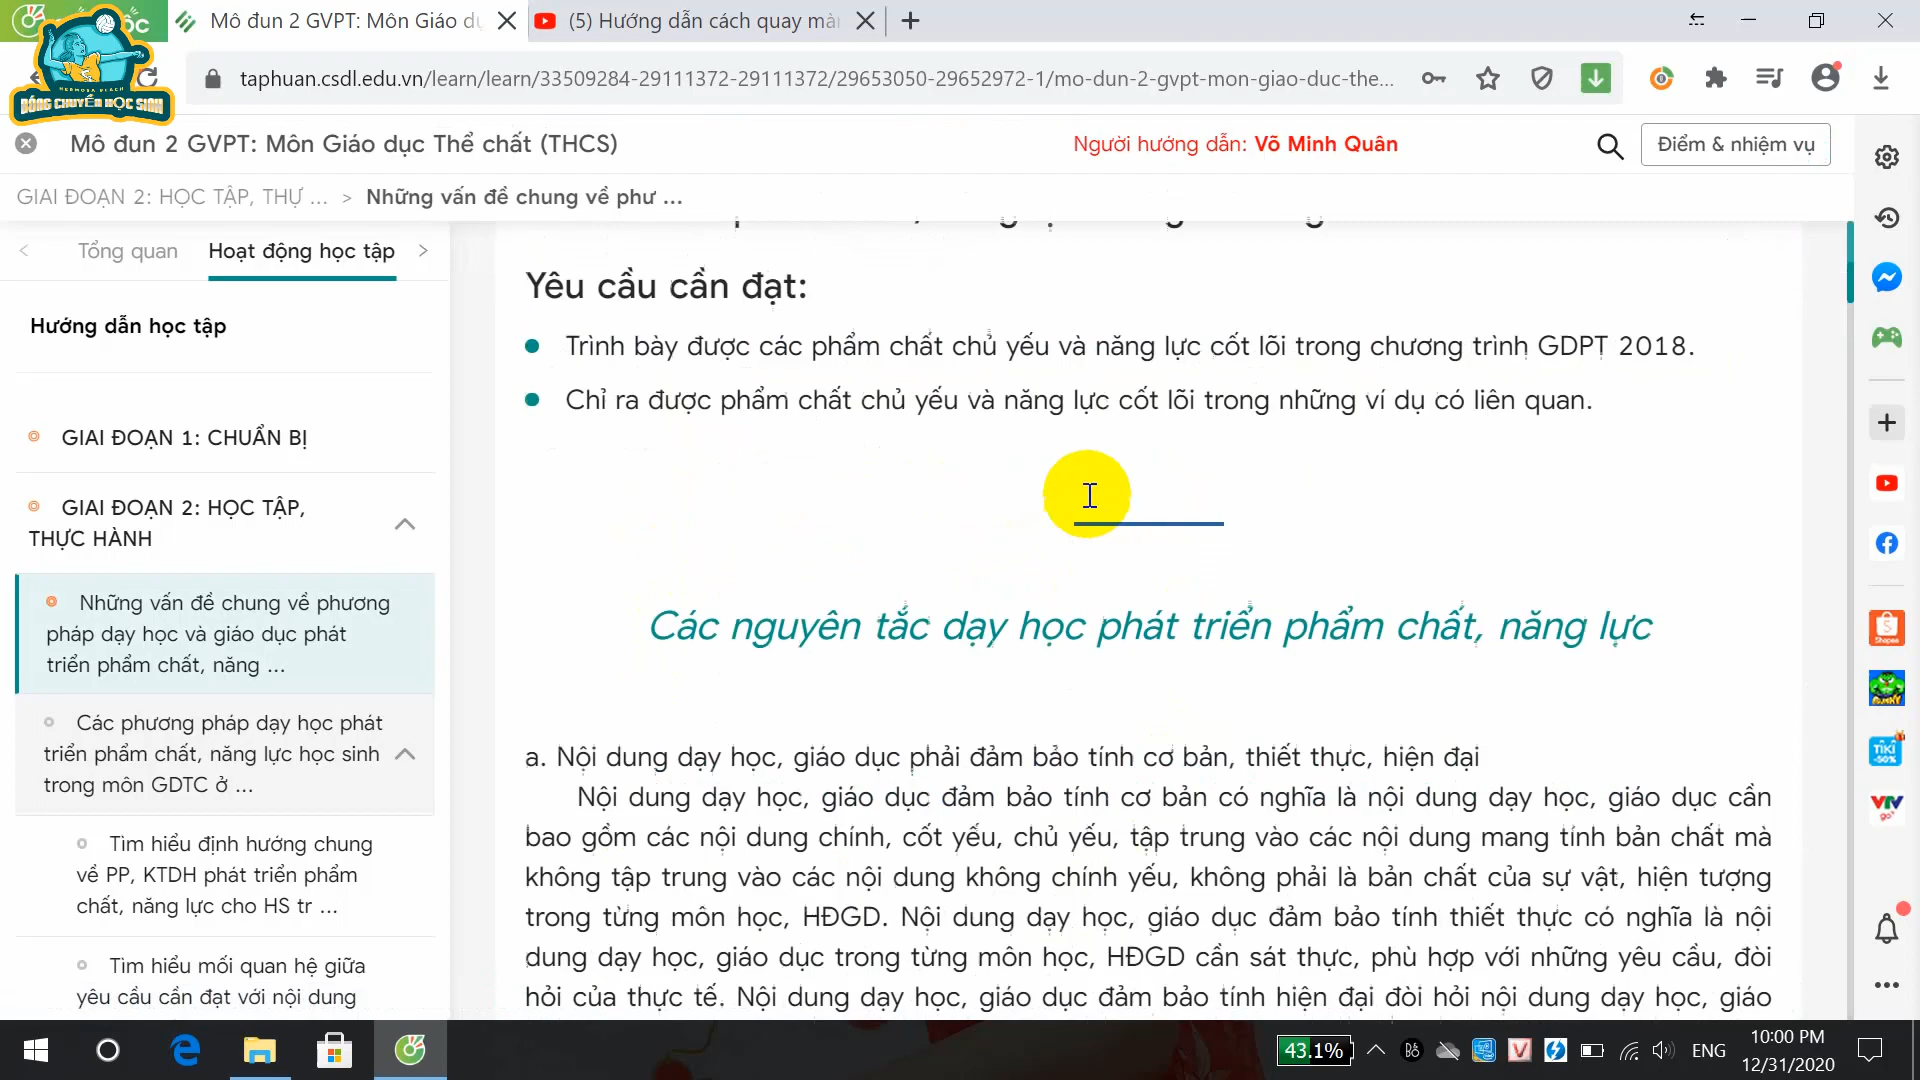 Mô đun 2 GVPT: Môn Giáo dụ
(5) Hướng dẫn cách quay màn
HERMOSA BEACH
BÓNG CHUYỀN HỌC SINH
taphuan.csdl.edu.vn/learn/learn/33509284-29111372-29111372/29653050-29652972-1/mo-dun-2-gvpt-mon-giao-duc-the...
Mô đun 2 GVPT: Môn Giáo dục Thể chất (THCS)
Người hướng dẫn: Võ Minh Quân
Điểm & nhiệm vụ
GIAI ĐOẠN 2: HỌC TẬP, THỰ ... > Những vấn đề chung về phư ...
Tổng quan
Hoạt động học tập
Hướng dẫn học tập
GIAI ĐOẠN 1: CHUẨN BỊ
GIAI ĐOẠN 2: HỌC TẬP,
THỰC HÀNH
Những vấn đề chung về phương
pháp dạy học và giáo dục phát
triển phẩm chất, năng ...
Các phương pháp dạy học phát
triển phẩm chất, năng lực học sinh
trong môn GDTC ở ...
Tìm hiểu định hướng chung
về PP, KTDH phát triển phẩm
chất, năng lực cho HS tr ...
Tìm hiểu mối quan hệ giữa
yêu cầu cần đạt với nội dung
Yêu cầu cần đạt:
Trình bày được các phẩm chất chủ yếu và năng lực cốt lõi trong chương trình GDPT 2018.
Chỉ ra được phẩm chất chủ yếu và năng lực cốt lõi trong những ví dụ có liên quan.
Các nguyên tắc dạy học phát triển phẩm chất, năng lực
a. Nội dung dạy học, giáo dục phải đảm bảo tính cơ bản, thiết thực, hiện đại
Nội dung dạy học, giáo dục đảm bảo tính cơ bản có nghĩa là nội dung dạy học, giáo dục cần
bao gồm các nội dung chính, cốt yếu, chủ yếu, tập trung vào các nội dung mang tính bản chất mà
không tập trung vào các nội dung không chính yếu, không phải là bản chất của sự vật, hiện tượng
trong từng môn học, HĐGD. Nội dung dạy học, giáo dục đảm bảo tính thiết thực có nghĩa là nội
dung dạy học, giáo dục trong từng môn học, HĐGD cần sát thực, phù hợp với những yêu cầu, đòi
hỏi của thực tế. Nội dung dạy học, giáo dục đảm bảo tính hiện đại đòi hỏi nội dung dạy học, giáo
Shopee
TIKI
-50%
VTV
go
43.1%
ENG
10:00 PM
12/31/2020